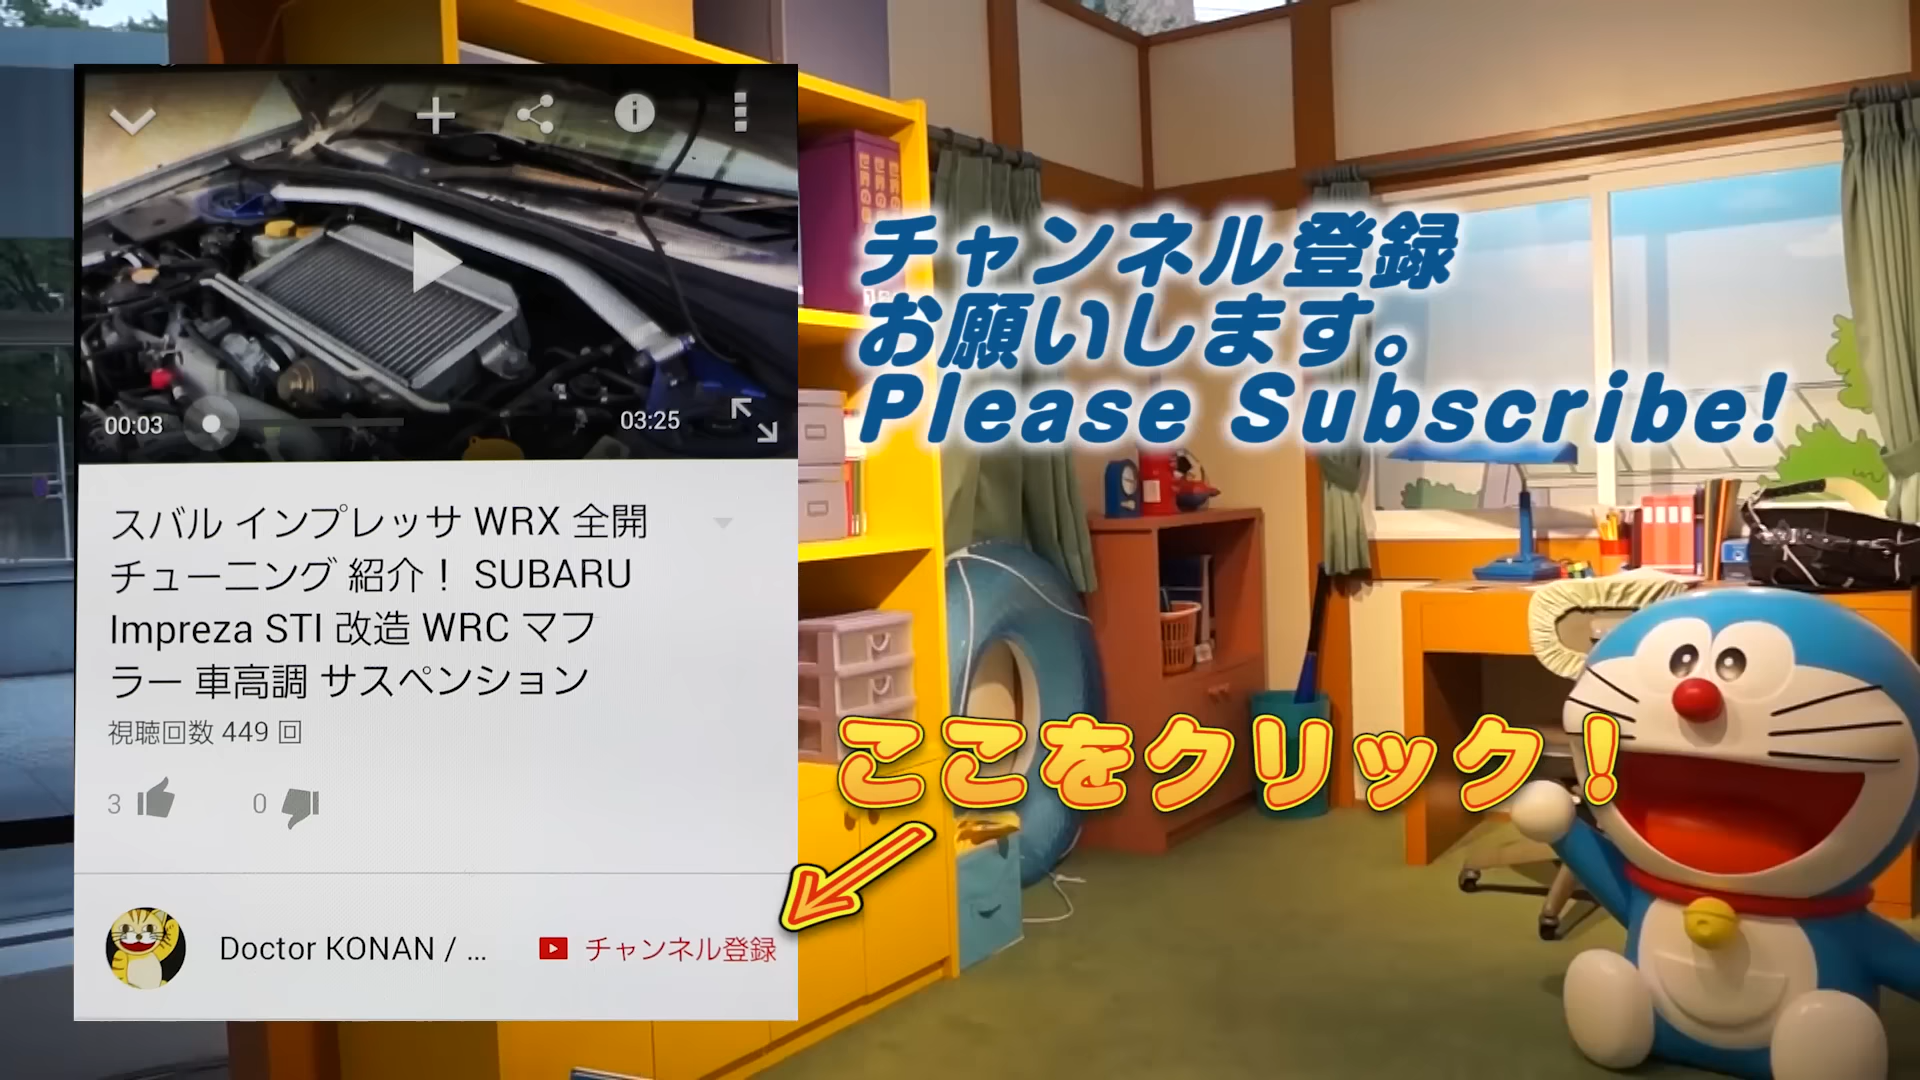 00:03
03:25
スバル インプレッサ WRX 全開
チューニング 紹介！ SUBARU
Impreza STI 改造 WRC マフ
ラー 車高調 サスペンション
視聴回数 449 回
3
0
Doctor KONAN / ...
チャンネル登録
チャンネル登録
お願いします。
Please Subscribe!
ここをクリック！